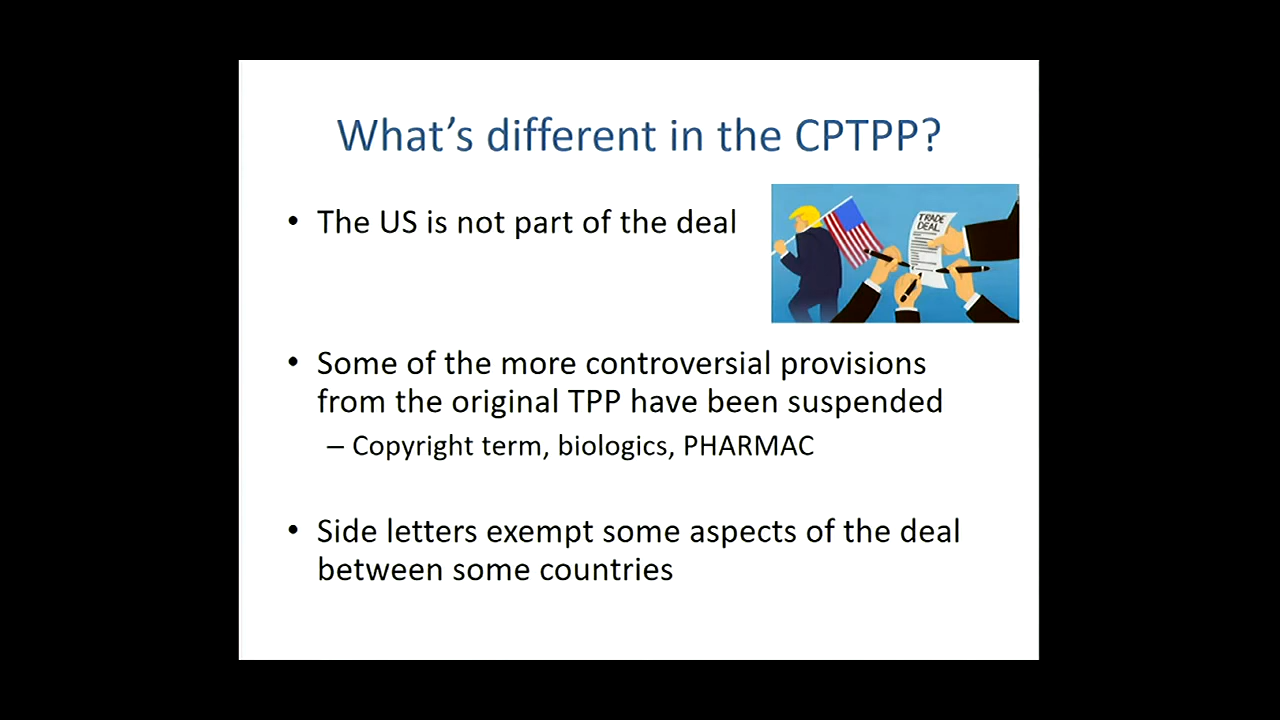 What's different in the CPTPP?
• The US is not part of the deal
TRADE
DEAL
• Some of the more controversial provisions
from the original TPP have been suspended
– Copyright term, biologics, PHARMAC
• Side letters exempt some aspects of the deal
between some countries